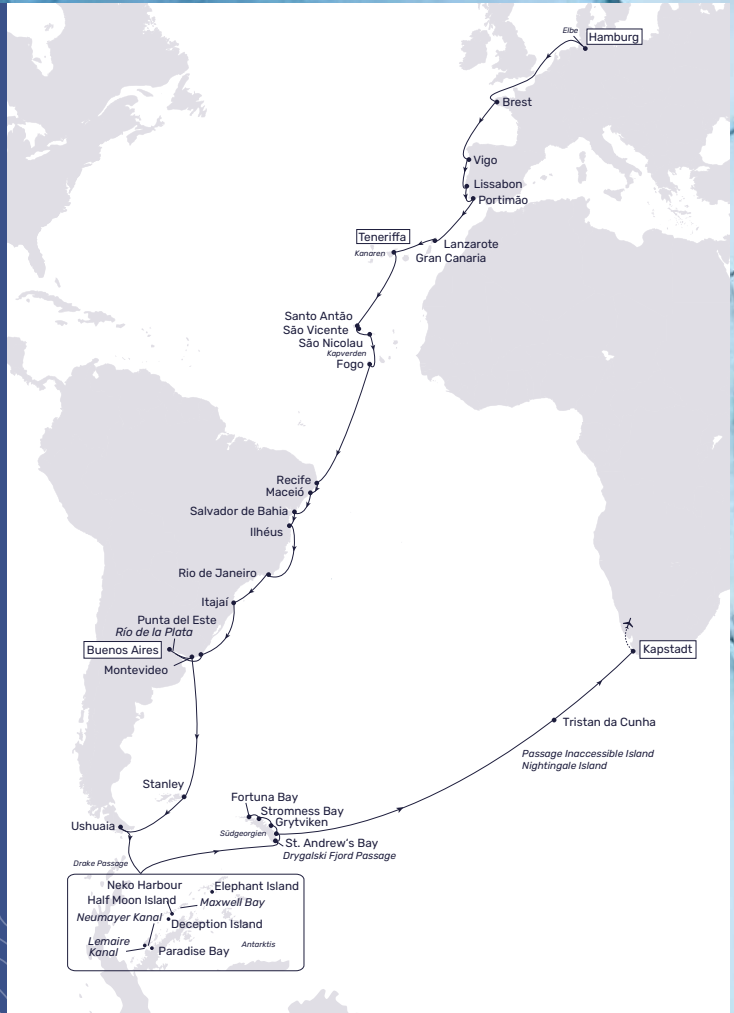 Elbe
Hamburg
Brest
Vigo
Lissabon
Portimão
Teneriffa
Lanzarote
Kanaren
Gran Canaria
Santo Antão
São Vicente
São Nicolau
Kapverden
Fogo
Recife
Maceió
Salvador de Bahia
Ilhéus
Rio de Janeiro
Itajaí
Punta del Este
Río de la Plata
Buenos Aires
Montevideo
Kapstadt
Tristan da Cunha
Passage Inaccessible Island
Nightingale Island
Stanley
Fortuna Bay
Stromness Bay
Grytviken
Ushuaia
Südgeorgien
St. Andrew's Bay
Drygalski Fjord Passage
Drake Passage
Neko Harbour
Elephant Island
Half Moon Island
Maxwell Bay
Neumayer Kanal
Deception Island
Lemaire
Kanal
Paradise Bay
Antarktis